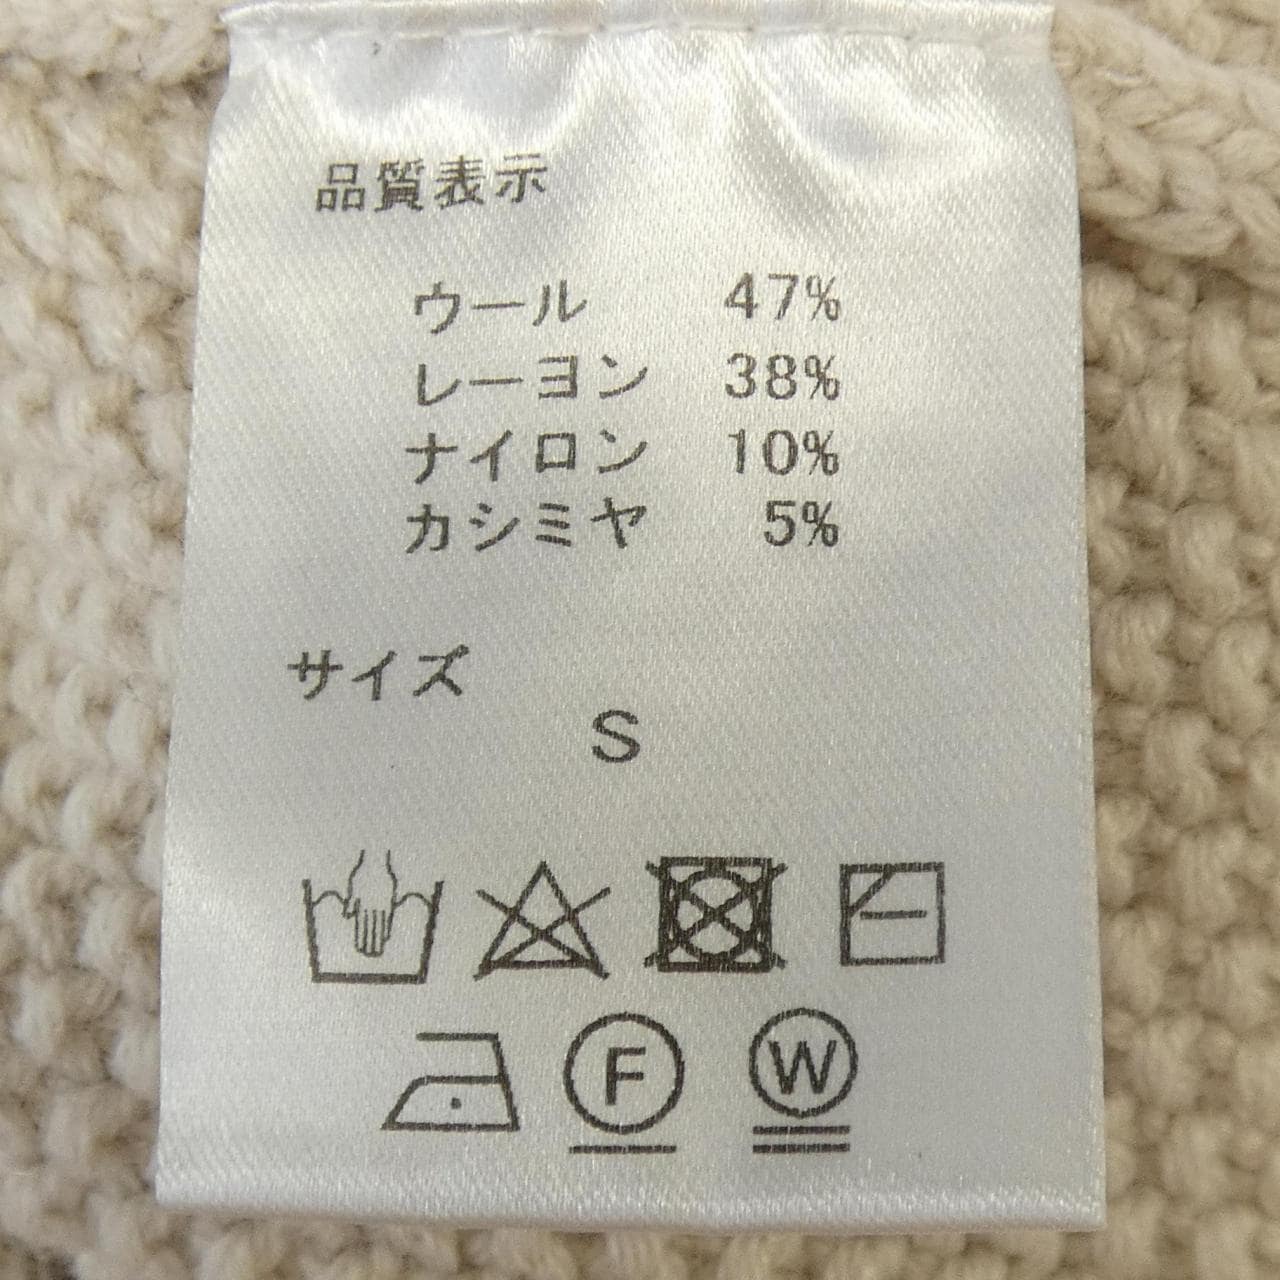 品質表示
ウール 47%
レーヨン 38%
ナイロン 10%
カシミヤ 5%
サイズ
S
F W